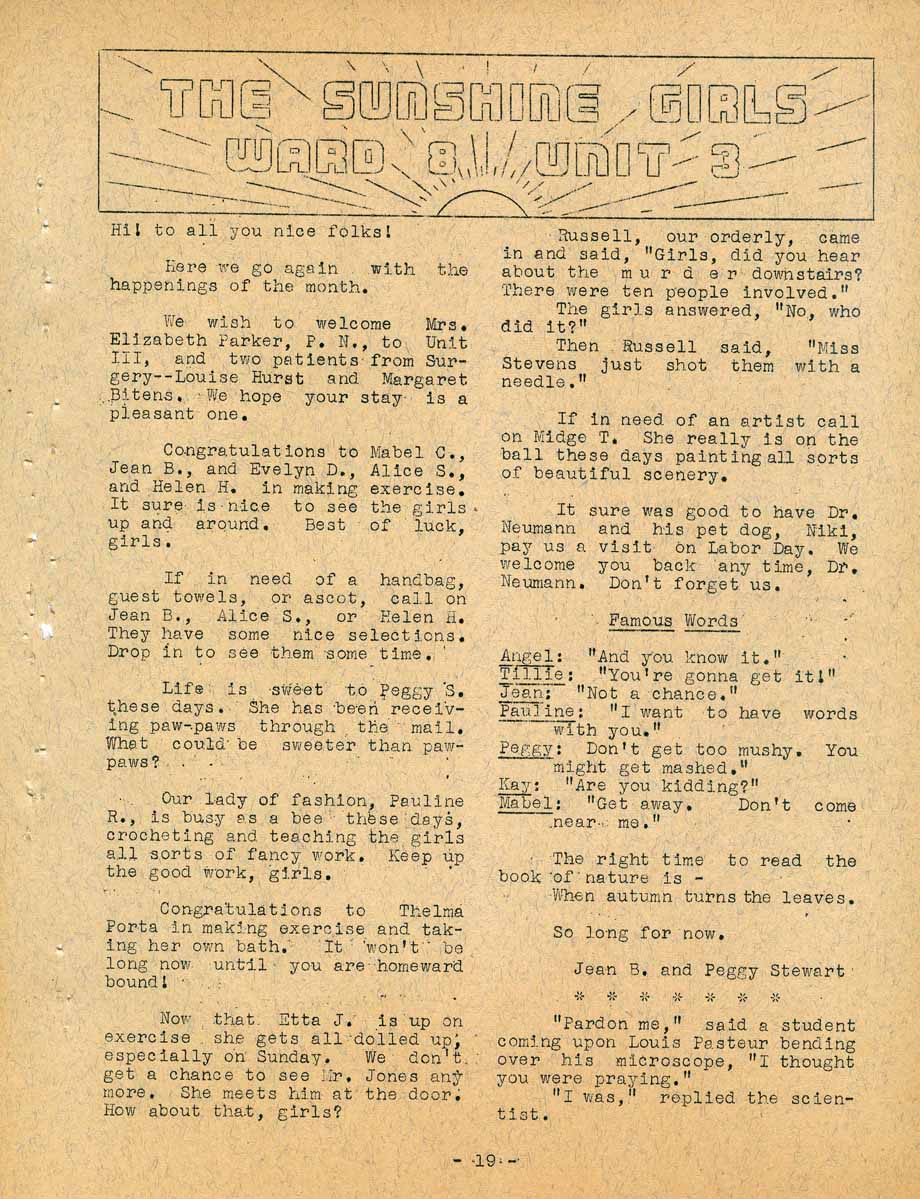 THE SUNSHINE GIRLS
WARD 8 UNIT 3
Hi! to all you nice folks!
Here we go again with the
happenings of the month.
We wish to welcome Mrs.
Elizabeth Parker, P. N., to Unit
III, and two patients from Sur-
gery--Louise Hurst and Margaret
Bitens. We hope your stay is a
pleasant one.
Congratulations to Mabel C.,
Jean B., and Evelyn D., Alice S.,
and Helen H. in making exercise.
It sure is nice to see the girls
up and around. Best of luck,
girls.
If in need of a handbag,
guest towels, or ascot, call on
Jean B., Alice S., or Helen H.
They have some nice selections.
Drop in to see them some time.
Life is sweet to Peggy S.
these days. She has been receiv-
ing paw-paws through the mail.
What could be sweeter than paw-
paws?
Our lady of fashion, Pauline
R., is busy as a bee these days,
crocheting and teaching the girls
all sorts of fancy work. Keep up
the good work, girls.
Congratulations to Thelma
Porta in making exercise and tak-
ing her own bath. It won't be
long now until you are homeward
bound!
Now that Etta J. is up on
exercise she gets all dolled up,
especially on Sunday. We don't
get a chance to see Mr. Jones any
more. She meets him at the door.
How about that, girls?
Russell, our orderly, came
in and said, "Girls, did you hear
about the m u r d e r downstairs?
There were ten people involved."
The girls answered, "No, who
did it?"
Then Russell said, "Miss
Stevens just shot them with a
needle."
If in need of an artist call
on Midge T. She really is on the
ball these days painting all sorts
of beautiful scenery.
It sure was good to have Dr.
Neumann and his pet dog, Niki,
pay us a visit on Labor Day. We
welcome you back any time, Dr.
Neumann. Don't forget us.
Famous Words
Angel: "And you know it."
Tillie: "You're gonna get it!"
Jean: "Not a chance."
Pauline: "I want to have words
with you."
Peggy: Don't get too mushy. You
might get mashed."
Kay: "Are you kidding?"
Mabel: "Get away. Don't come
near me."
The right time to read the
book of nature is -
When autumn turns the leaves.
So long for now.
Jean B. and Peggy Stewart
* * * * * * *
"Pardon me," said a student
coming upon Louis Pasteur bending
over his microscope, "I thought
you were praying."
"I was," replied the scien-
tist.
- 19 -